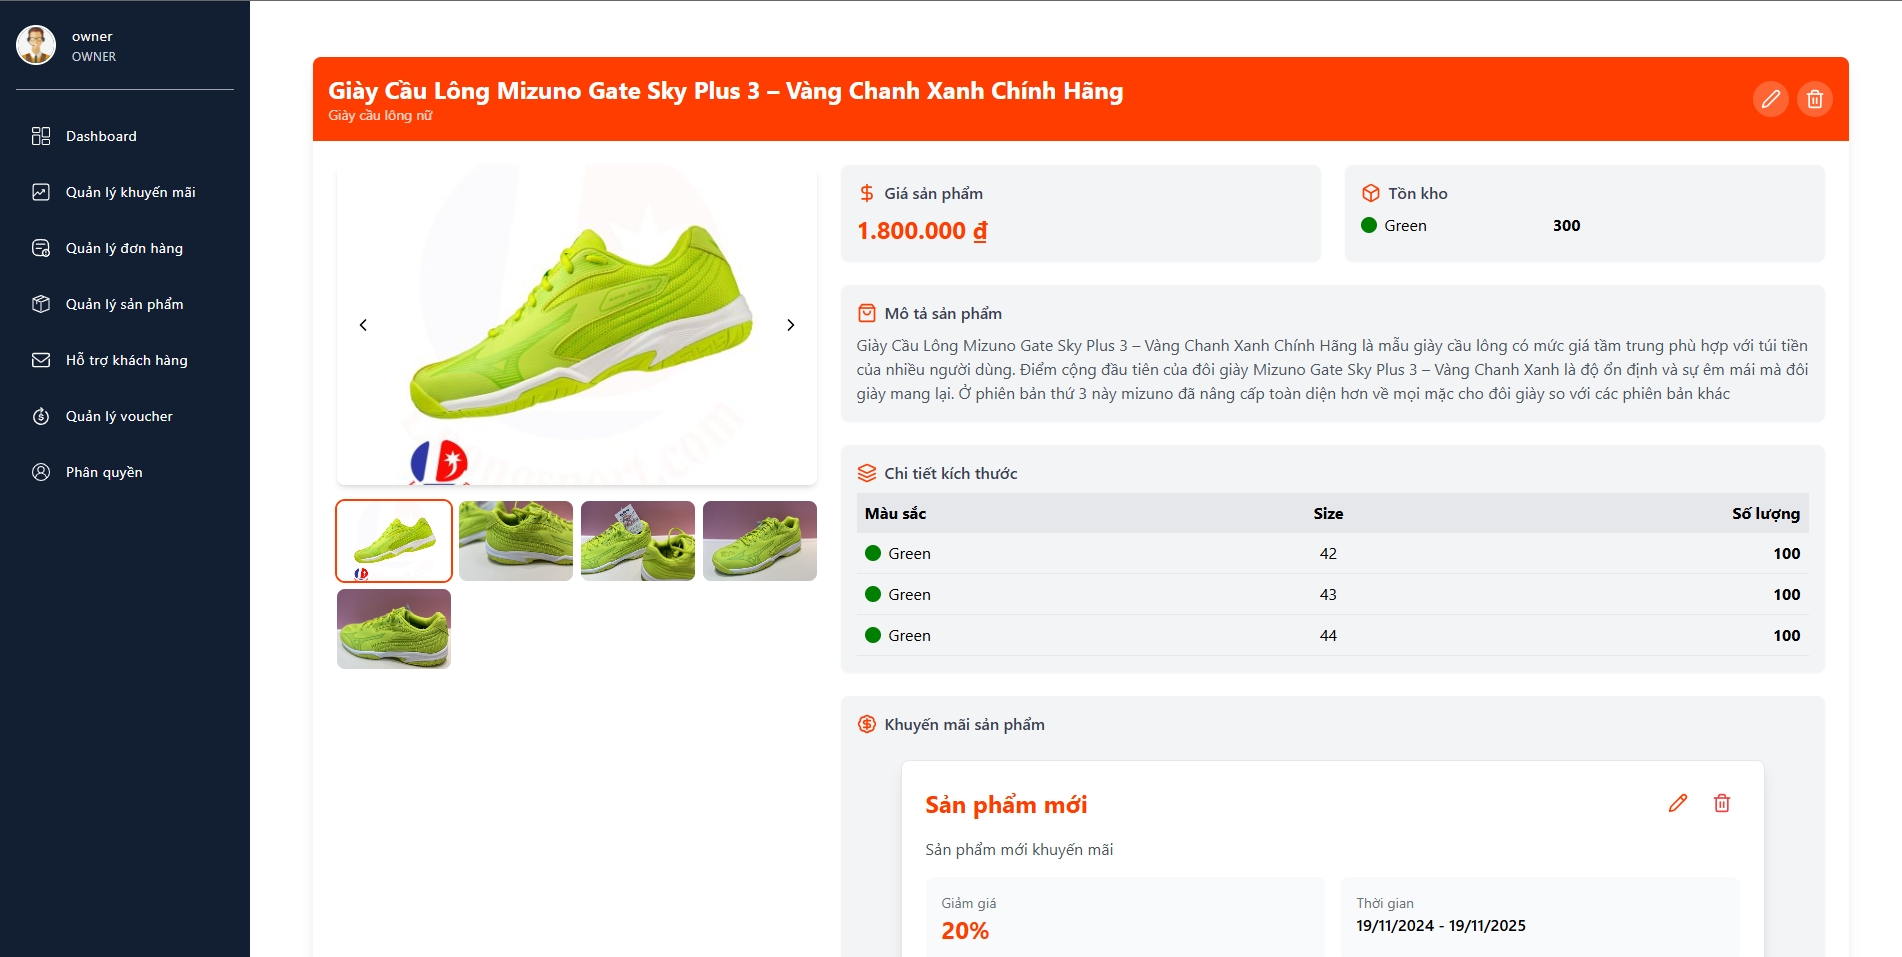 owner
OWNER
Dashboard
Quản lý khuyến mãi
Quản lý đơn hàng
Quản lý sản phẩm
Hỗ trợ khách hàng
Quản lý voucher
Phân quyền
Giày Cầu Lông Mizuno Gate Sky Plus 3 – Vàng Chanh Xanh Chính Hãng
Giày cầu lông nữ
Giá sản phẩm
1.800.000 ₫
Tồn kho
Green 300
Mô tả sản phẩm
Giày Cầu Lông Mizuno Gate Sky Plus 3 – Vàng Chanh Xanh Chính Hãng là mẫu giày cầu lông có mức giá tầm trung phù hợp với túi tiền
của nhiều người dùng. Điểm cộng đầu tiên của đôi giày Mizuno Gate Sky Plus 3 – Vàng Chanh Xanh là độ ổn định và sự êm mái mà đôi
giày mang lại. Ở phiên bản thứ 3 này mizuno đã nâng cấp toàn diện hơn về mọi mặc cho đôi giày so với các phiên bản khác
Chi tiết kích thước
Màu sắc Size Số lượng
Green 42 100
Green 43 100
Green 44 100
Khuyến mãi sản phẩm
Sản phẩm mới
Sản phẩm mới khuyến mãi
Giảm giá
20%
Thời gian
19/11/2024 - 19/11/2025